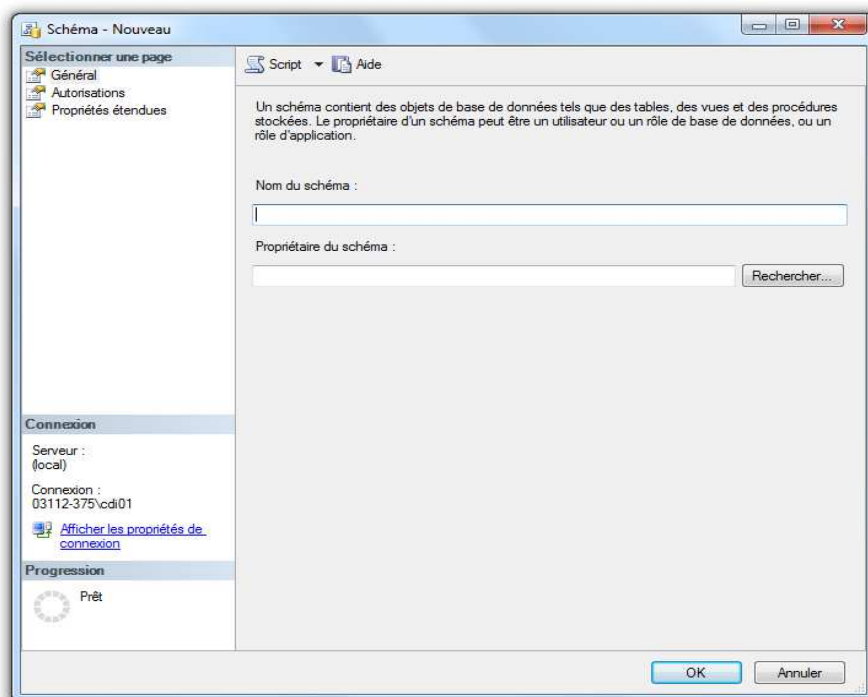 Schéma - Nouveau
Sélectionner une page
Général
Autorisations
Propriétés étendues
Script
Aide
Un schéma contient des objets de base de données tels que des tables, des vues et des procédures
stockées. Le propriétaire d'un schéma peut être un utilisateur ou un rôle de base de données, ou un
rôle d'application.
Nom du schéma :
Propriétaire du schéma :
Rechercher...
Connexion
Serveur :
(local)
Connexion :
03112-375\cdi01
Afficher les propriétés de
connexion
Progression
Prêt
OK
Annuler